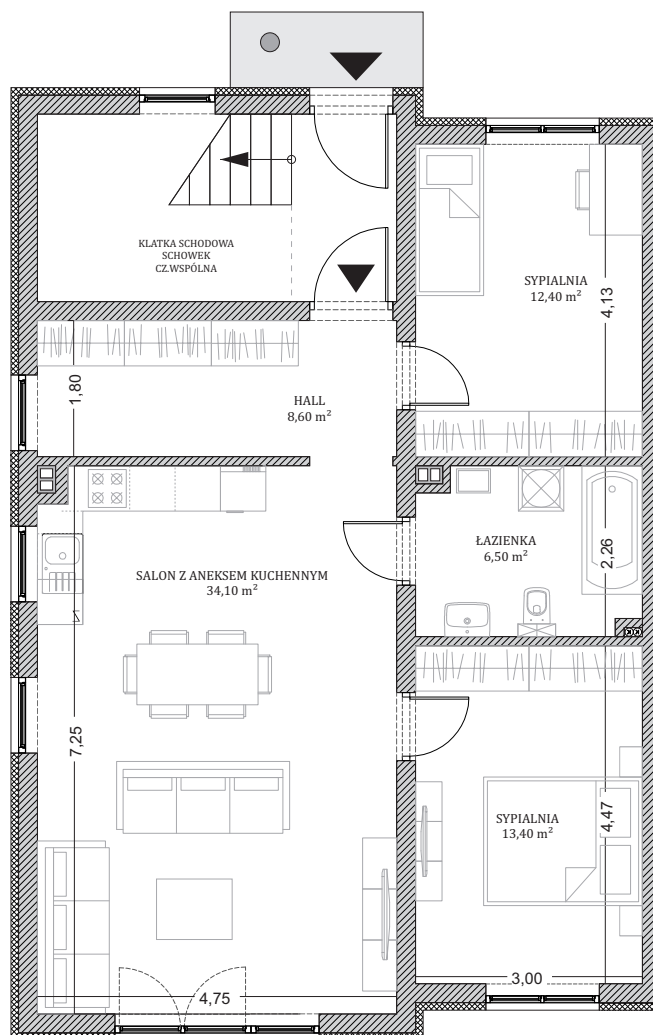 KLATKA SCHODOWA
SCHOWEK
CZ.WSPÓLNA
SYPIALNIA
12,40 m²
4,13
1,80
HALL
8,60 m²
ŁAZIENKA
6,50 m²
2,26
SALON Z ANEKSEM KUCHENNYM
34,10 m²
7,25
SYPIALNIA
13,40 m²
4,47
3,00
4,75